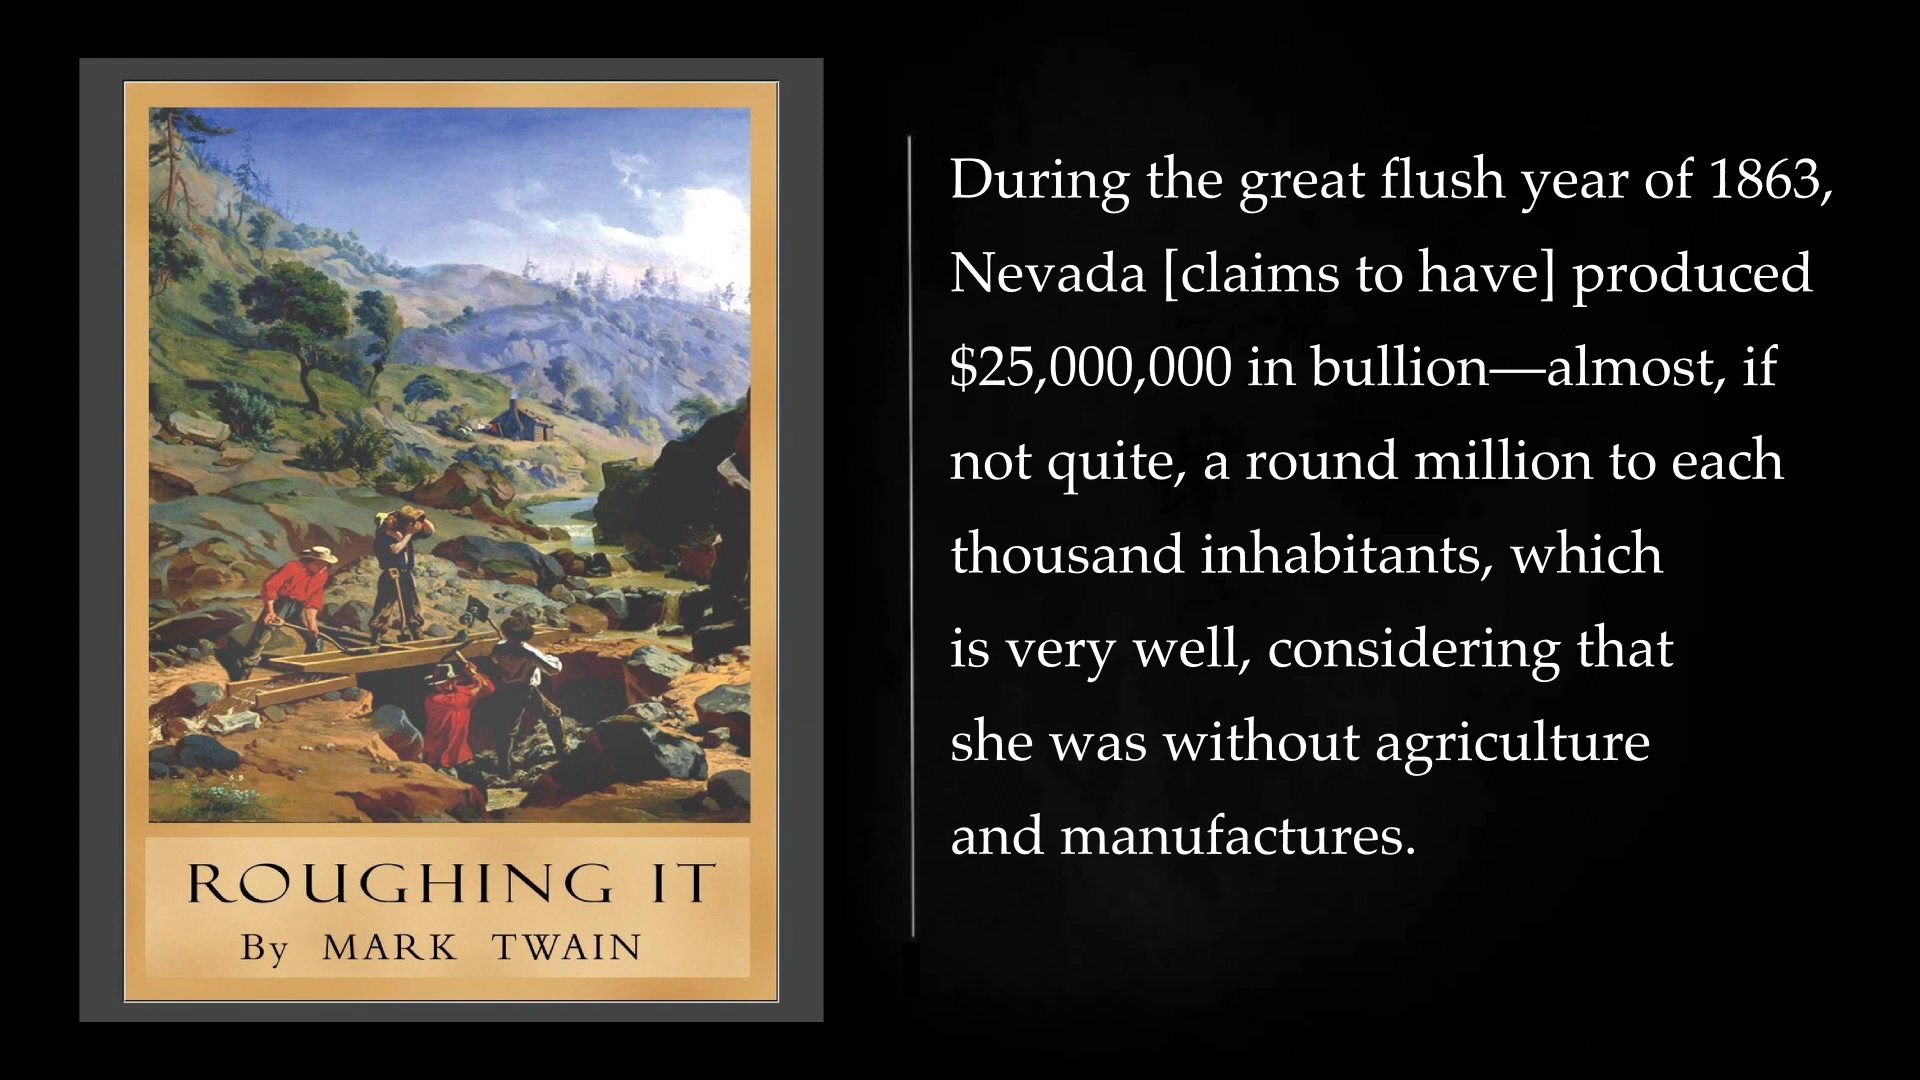 ROUGHING IT
By MARK TWAIN
During the great flush year of 1863,
Nevada [claims to have] produced
$25,000,000 in bullion—almost, if
not quite, a round million to each
thousand inhabitants, which
is very well, considering that
she was without agriculture
and manufactures.